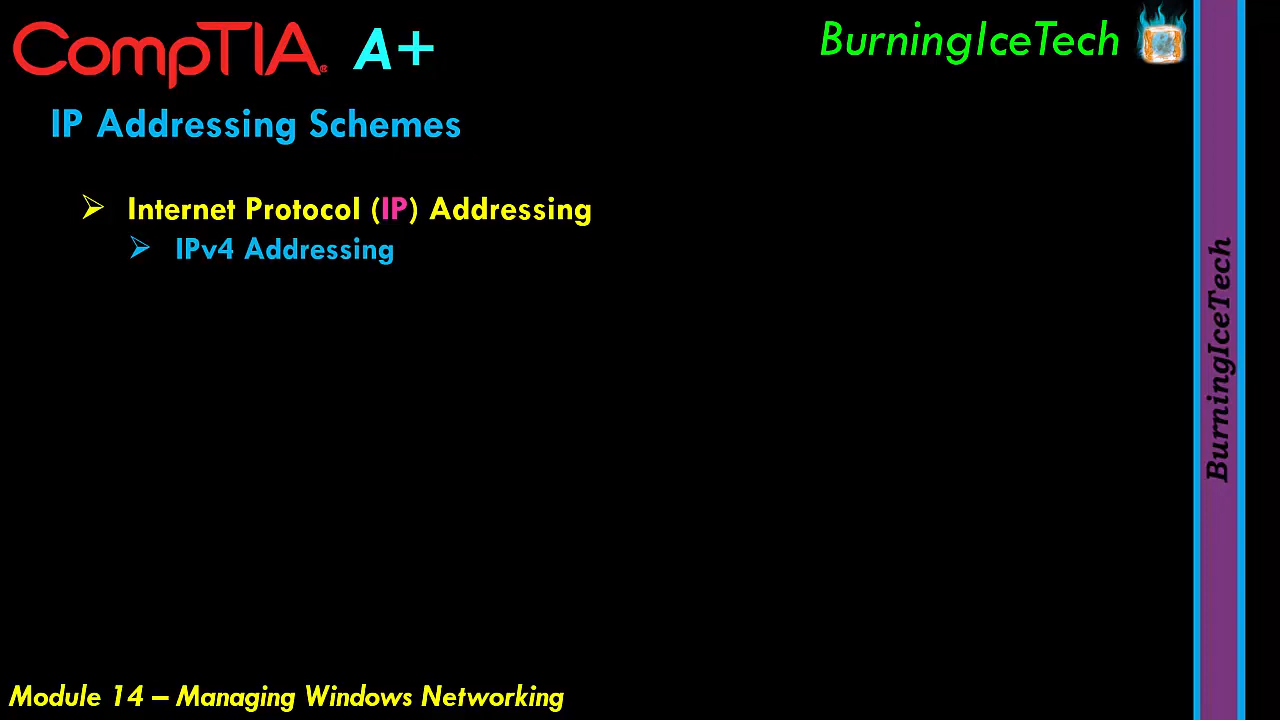 CompTIA® A+
BurningIceTech
IP Addressing Schemes
Internet Protocol (IP) Addressing
IPv4 Addressing
BurningIceTech
Module 14 – Managing Windows Networking